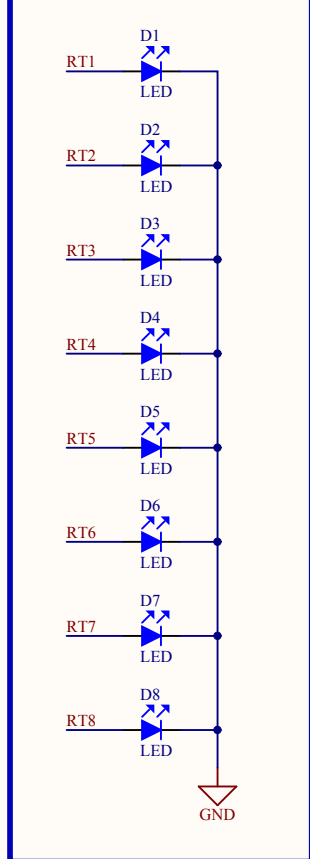 D1
RT1
LED
D2
RT2
LED
D3
RT3
LED
D4
RT4
LED
D5
RT5
LED
D6
RT6
LED
D7
RT7
LED
D8
RT8
LED
GND